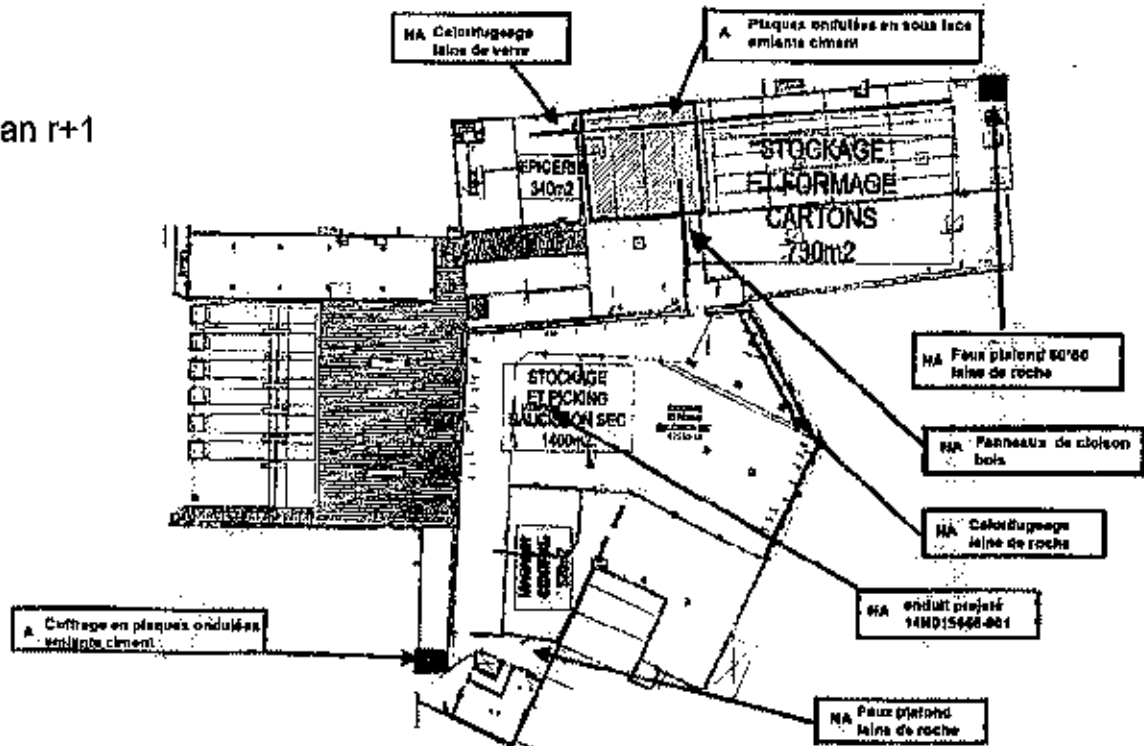 an r+1
NA Calorifugeage
laine de verre
A Plaques ondulées en sous face
amiante ciment
EPICERIE
340m2
STOCKAGE
ET FORMAGE
CARTONS
790m2
NA Faux plafond 60*60
laine de roche
STOCKAGE
ET PICKING
SAUCISSON SEC
1400m2
NA Panneaux de cloison
bois
NA Calorifugeage
laine de roche
NA enduit projeté
A Coffrage en plaques ondulées
amiante ciment
NA Faux plafond
laine de roche